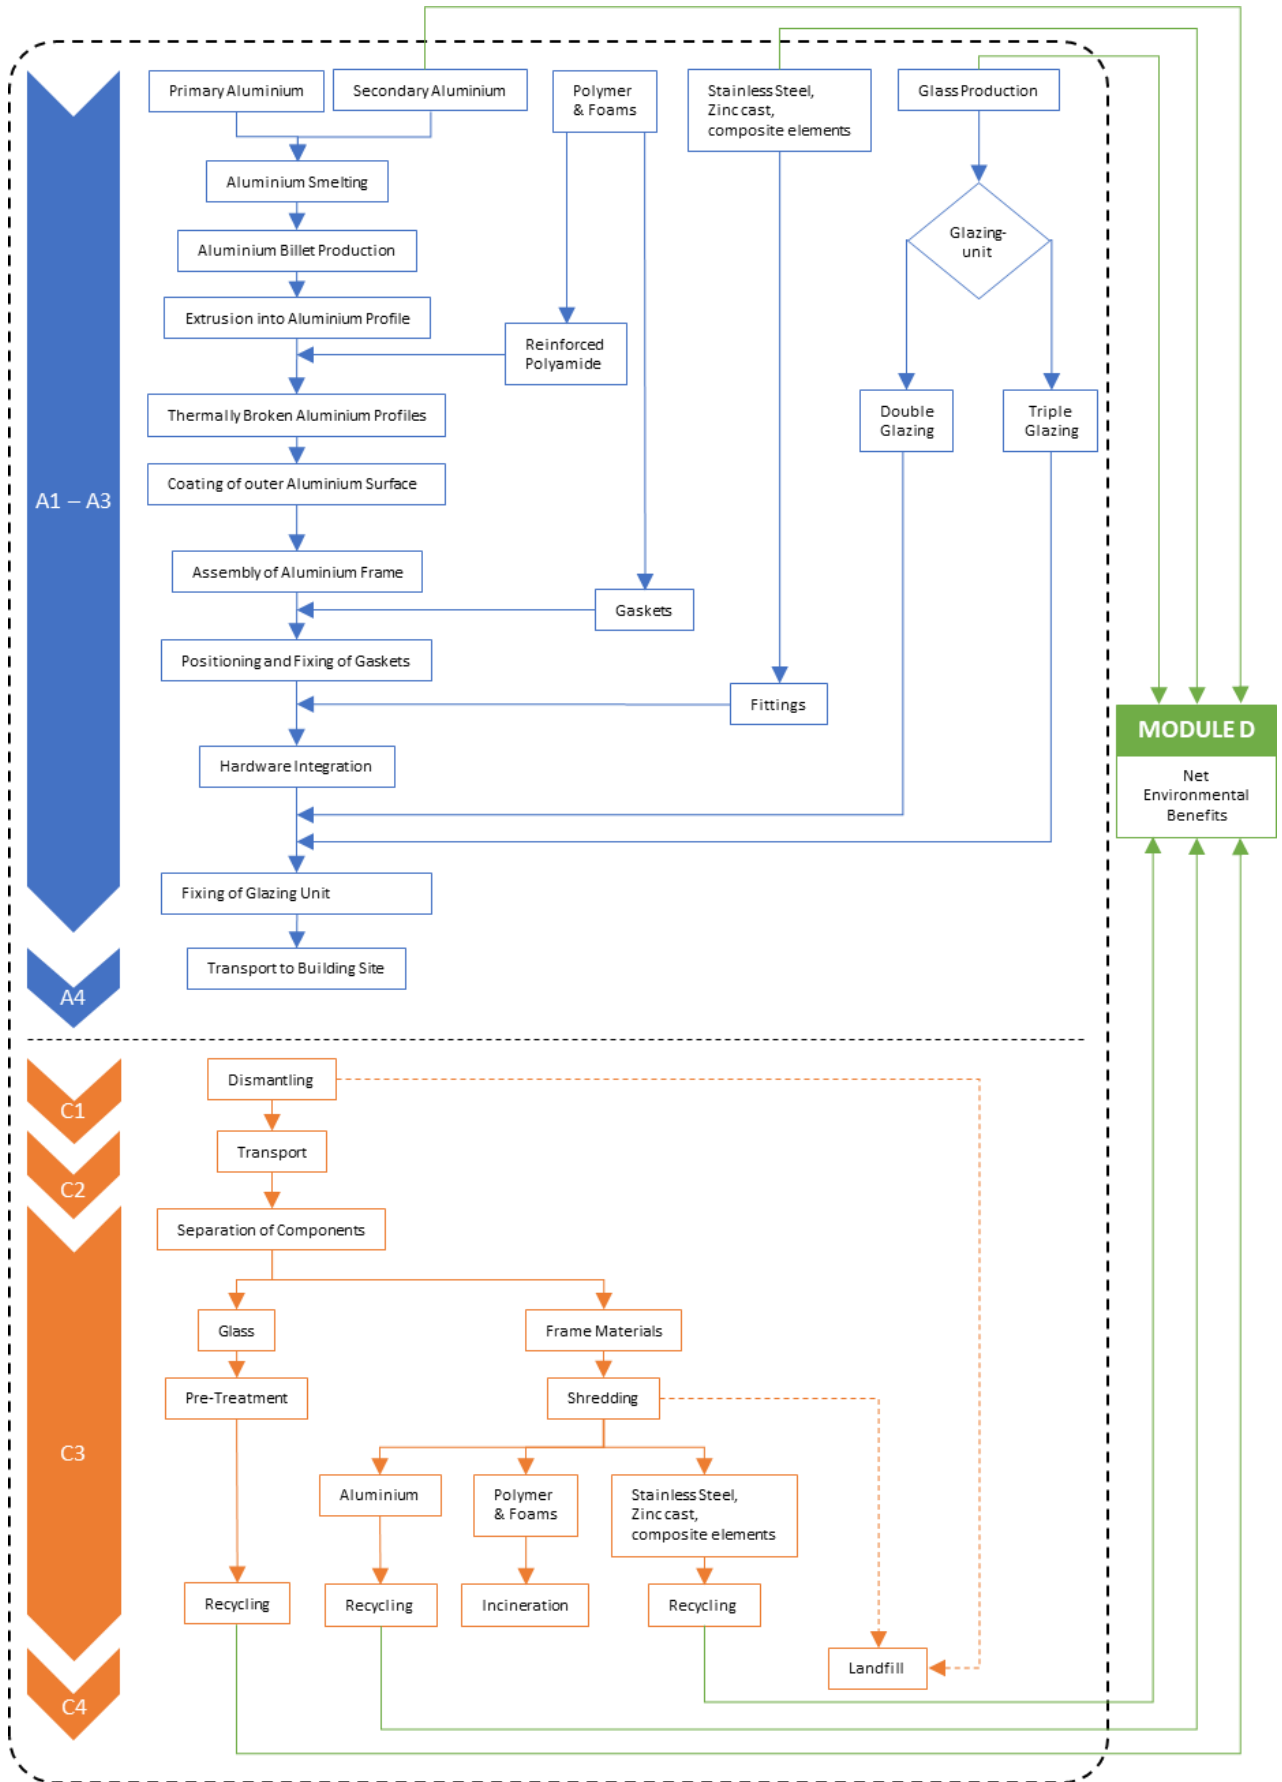 Primary Aluminium
Secondary Aluminium
Polymer
& Foams
Stainless Steel,
Zinc cast,
composite elements
Glass Production
Aluminium Smelting
Glazing-
unit
Aluminium Billet Production
Extrusion into Aluminium Profile
Reinforced
Polyamide
Thermally Broken Aluminium Profiles
Double
Glazing
Triple
Glazing
Coating of outer Aluminium Surface
A1 – A3
Assembly of Aluminium Frame
Gaskets
Positioning and Fixing of Gaskets
Fittings
MODULE D
Net
Environmental
Benefits
Hardware Integration
Fixing of Glazing Unit
Transport to Building Site
A4
Dismantling
C1
Transport
C2
Separation of Components
Glass
Frame Materials
Pre-Treatment
Shredding
C3
Aluminium
Polymer
& Foams
Stainless Steel,
Zinc cast,
composite elements
Recycling
Recycling
Incineration
Recycling
Landfill
C4